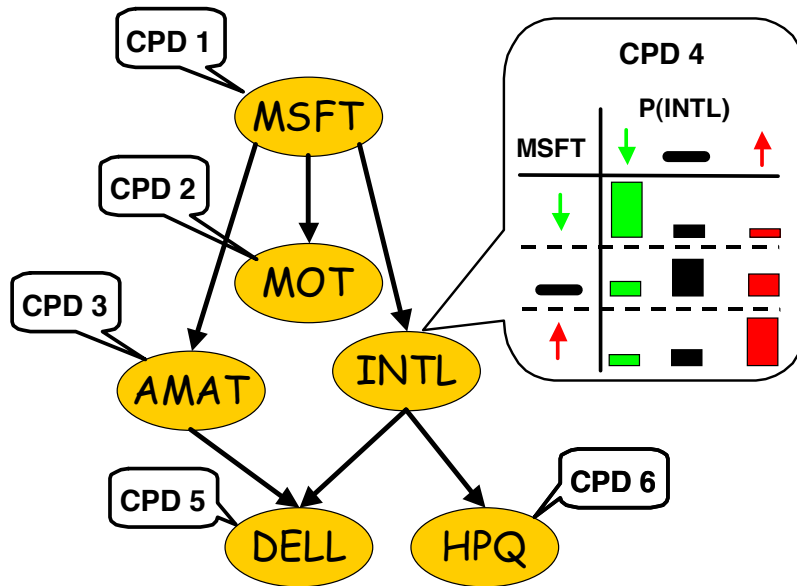 CPD 1
CPD 4
P(INTL)
MSFT
MSFT
CPD 2
MOT
CPD 3
INTL
AMAT
CPD 5
CPD 6
DELL
HPQ